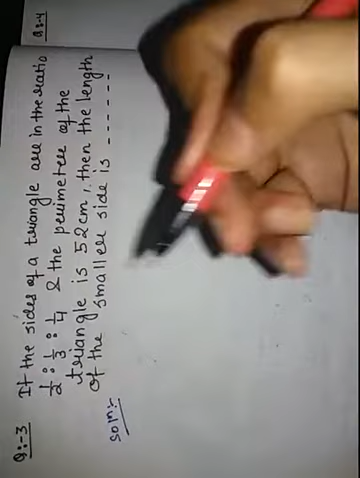 Q:-3 If the sides of a triangle are in the ratio
1/2 : 1/3 : 1/4 & the perimeter of the
triangle is 52cm, then the length
of the smaller side is ------
Soln:-
Q:-4